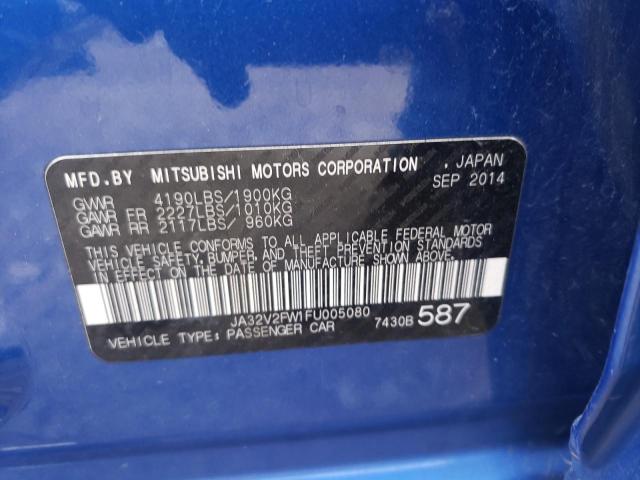 MFD.BY MITSUBISHI MOTORS CORPORATION , JAPAN
SEP 2014
GVWR 4190LBS/1900KG
GAWR FR 2227LBS/1010KG
GAWR RR 2117LBS/ 960KG
THIS VEHICLE CONFORMS TO ALL APPLICABLE FEDERAL MOTOR
VEHICLE SAFETY, BUMPER, AND THEFT PREVENTION STANDARDS
IN EFFECT ON THE DATE OF MANUFACTURE SHOWN ABOVE.
JA32V2FW1FU005080
7430B 587
VEHICLE TYPE: PASSENGER CAR